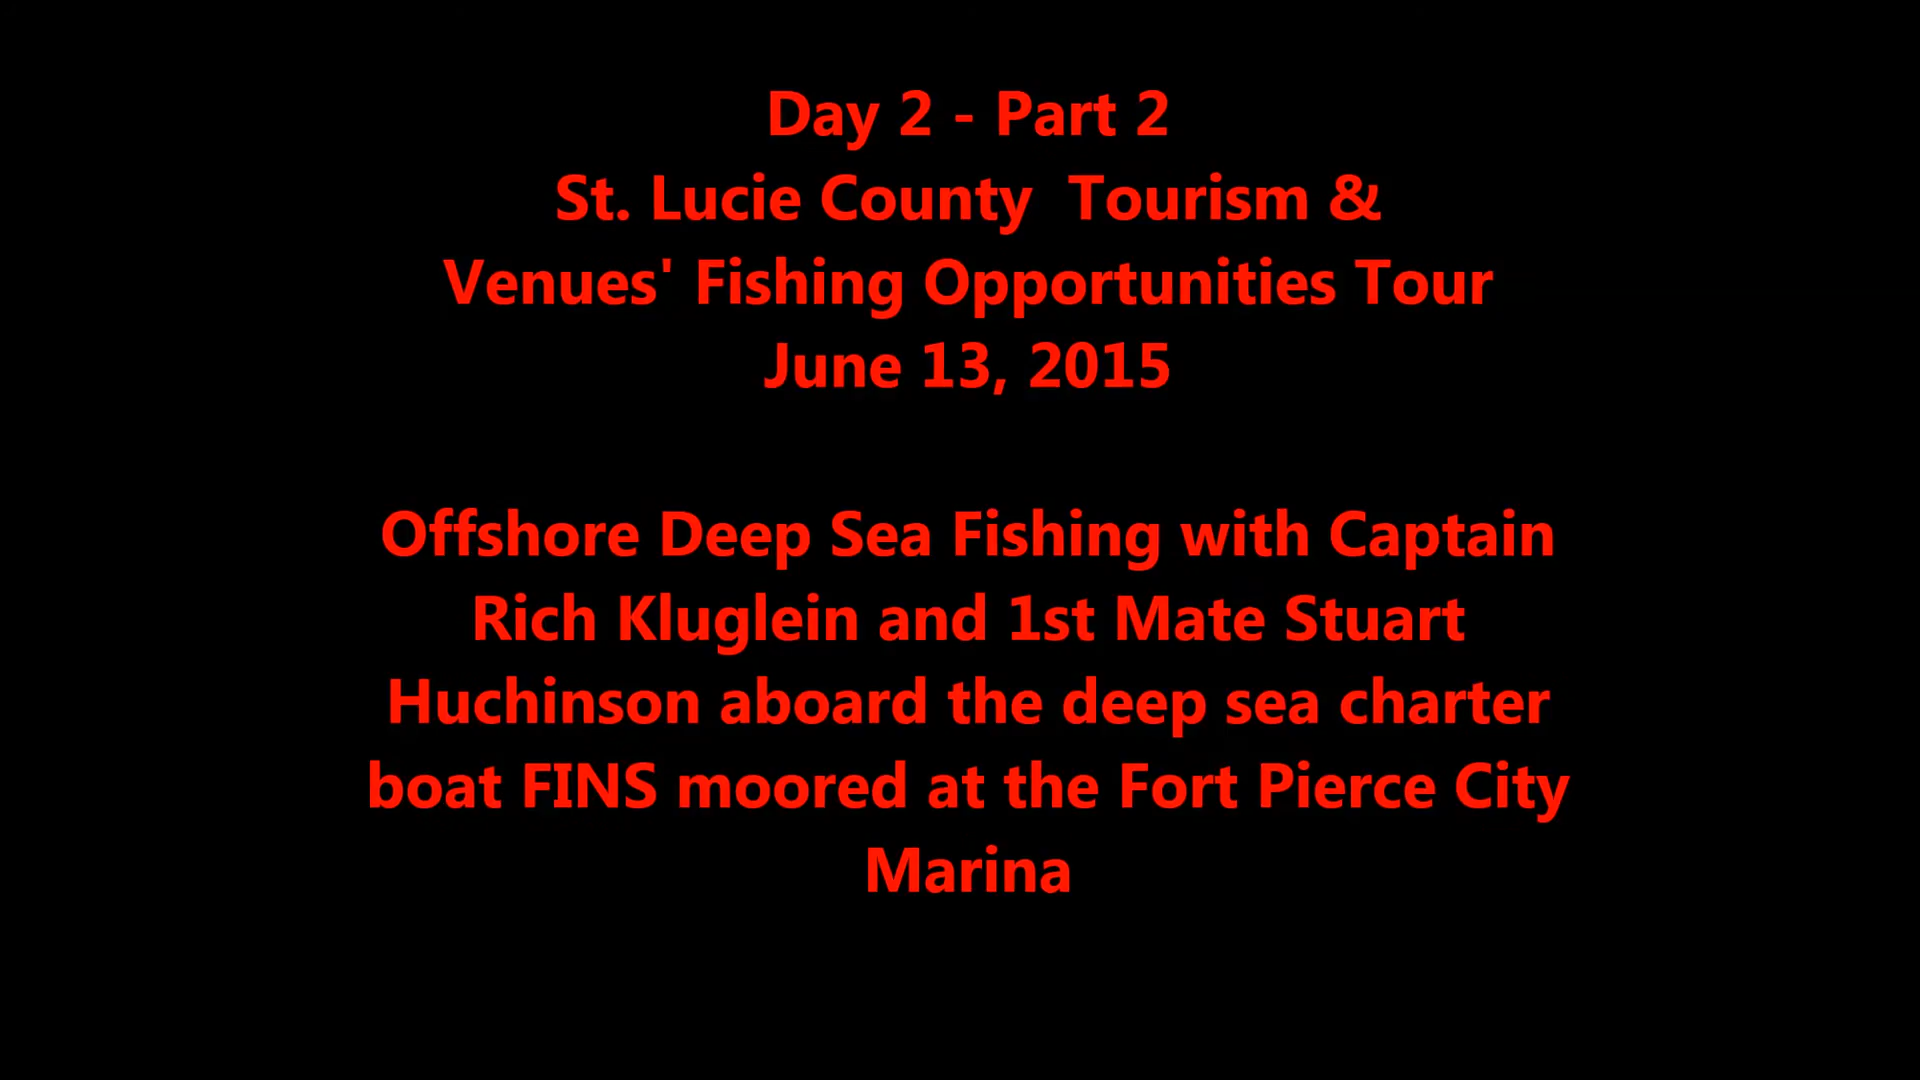 Day 2 - Part 2
St. Lucie County  Tourism &
Venues' Fishing Opportunities Tour
June 13, 2015
Offshore Deep Sea Fishing with Captain
Rich Kluglein and 1st Mate Stuart
Huchinson aboard the deep sea charter
boat FINS moored at the Fort Pierce City
Marina